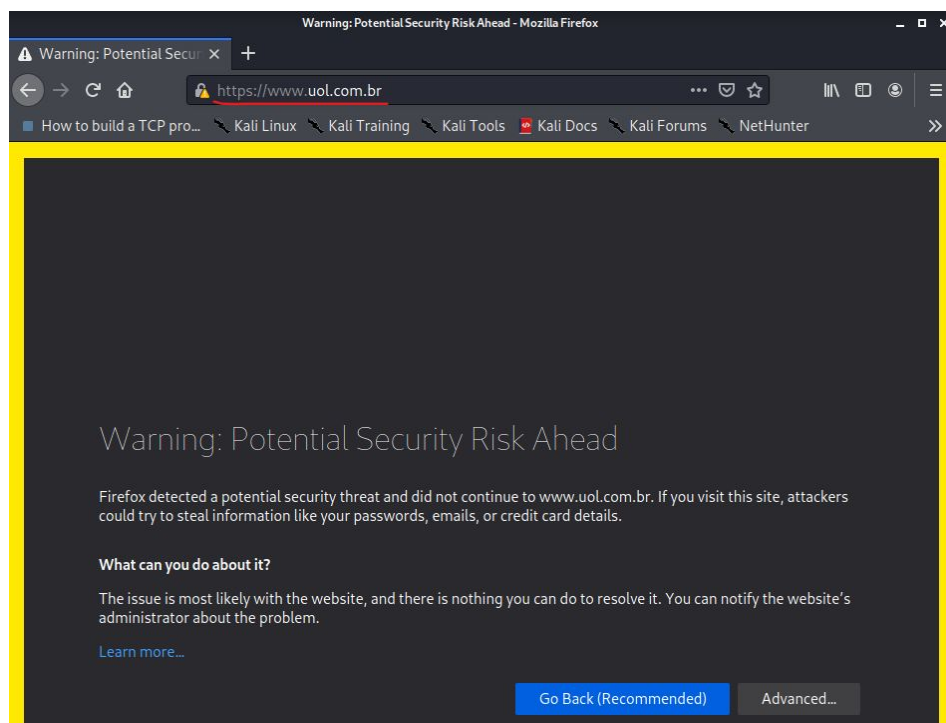 Warning: Potential Security Risk Ahead - Mozilla Firefox
Warning: Potential Secur
https://www.uol.com.br
How to build a TCP pro... Kali Linux Kali Training Kali Tools Kali Docs Kali Forums NetHunter
Warning: Potential Security Risk Ahead
Firefox detected a potential security threat and did not continue to www.uol.com.br. If you visit this site, attackers
could try to steal information like your passwords, emails, or credit card details.
What can you do about it?
The issue is most likely with the website, and there is nothing you can do to resolve it. You can notify the website's
administrator about the problem.
Learn more...
Go Back (Recommended) Advanced...